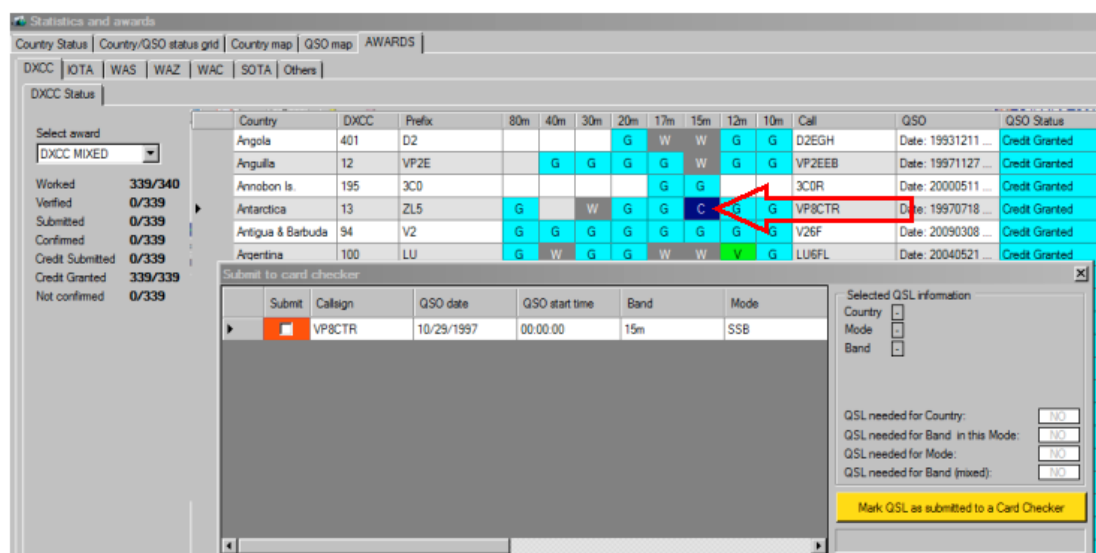 Statistics and awards
Country Status Country/QSO status grid Country map QSO map AWARDS
DXCC IOTA WAS WAZ WAC SOTA Others
DXCC Status
Select award
DXCC MIXED
Worked 339/340
Verfied 0/339
Submitted 0/339
Confirmed 0/339
Credit Submitted 0/339
Credit Granted 339/339
Not confirmed 0/339
Country DXCC Prefix 80m 40m 30m 20m 17m 15m 12m 10m Call QSO QSO Status
Angola 401 D2 G W W G G D2EGH Date: 19931211 ... Credit Granted
Anguilla 12 VP2E G G G G W G G VP2EEB Date: 19971127 ... Credit Granted
Annobon Is. 195 3C0 G G 3C0R Date: 20000511 ... Credit Granted
Antarctica 13 ZL5 G W G G C G G VP8CTR Date: 19970718 ... Credit Granted
Antigua & Barbuda 94 V2 G G G G G G G G V26F Date: 20090308 ... Credit Granted
Argentina 100 LU G W G G W W V G LU6FL Date: 20040521 ... Credit Granted
Submit to card checker
Submit Callsign QSO date QSO start time Band Mode
VP8CTR 10/29/1997 00:00:00 15m SSB
Selected QSL information
Country -
Mode -
Band -
QSL needed for Country: NO
QSL needed for Band in this Mode: NO
QSL needed for Mode: NO
QSL needed for Band (mixed): NO
Mark QSL as submitted to a Card Checker